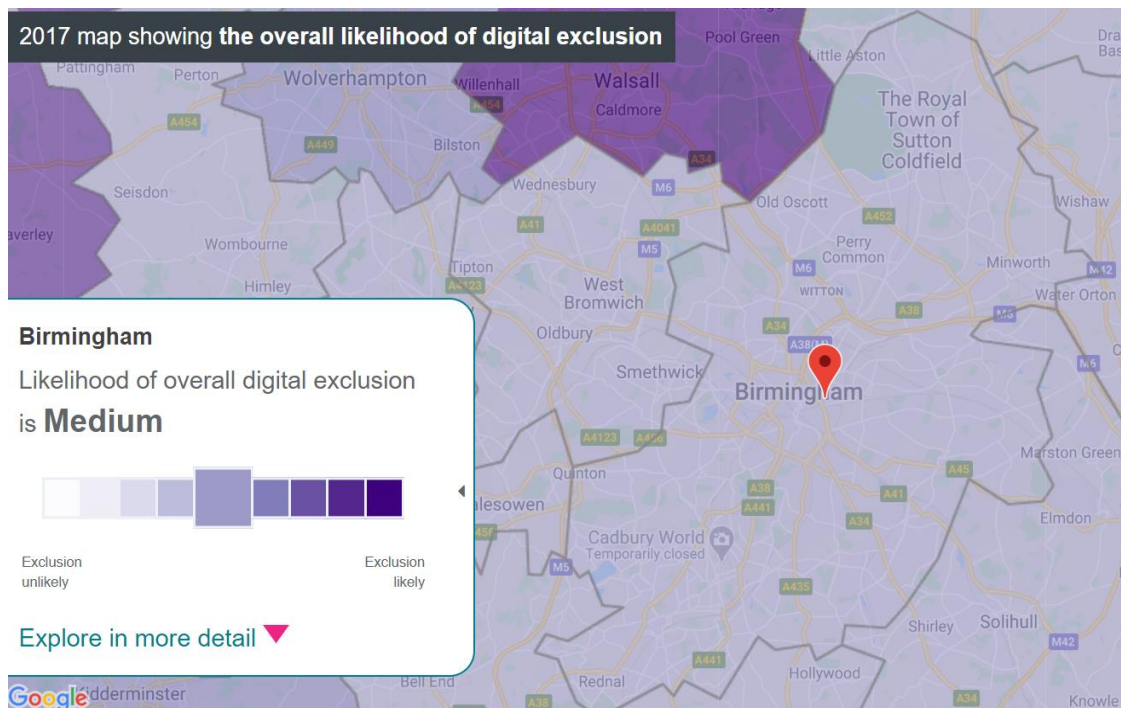 2017 map showing the overall likelihood of digital exclusion
Pool Green
Little Aston
Pattingham
Perton
Wolverhampton
Willenhall
Walsall
A454
Caldmore
The Royal
Town of
Sutton
Coldfield
A454
A449
Bilston
A34
Wednesbury
M6
Seisdon
Old Oscott
Wishaw
A41
A4041
A452
Wombourne
M5
Perry
Common
Minworth
Tipton
M6
M42
Himley
A4123
West
Bromwich
WITTON
Water Orton
A38
M6
Oldbury
A34
A38(M)
Birmingham
Likelihood of overall digital exclusion
is Medium
Exclusion
unlikely
Exclusion
likely
Explore in more detail
Smethwick
M6
Birmingham
A4123
A456
Marston Green
Quinton
A45
A38
A41
A441
A34
Elmdon
Cadbury World
Temporarily closed
M5
A435
Shirley
Solihull
M42
A441
Hollywood
Bell End
Rednal
A38
A34
Knowle
Google